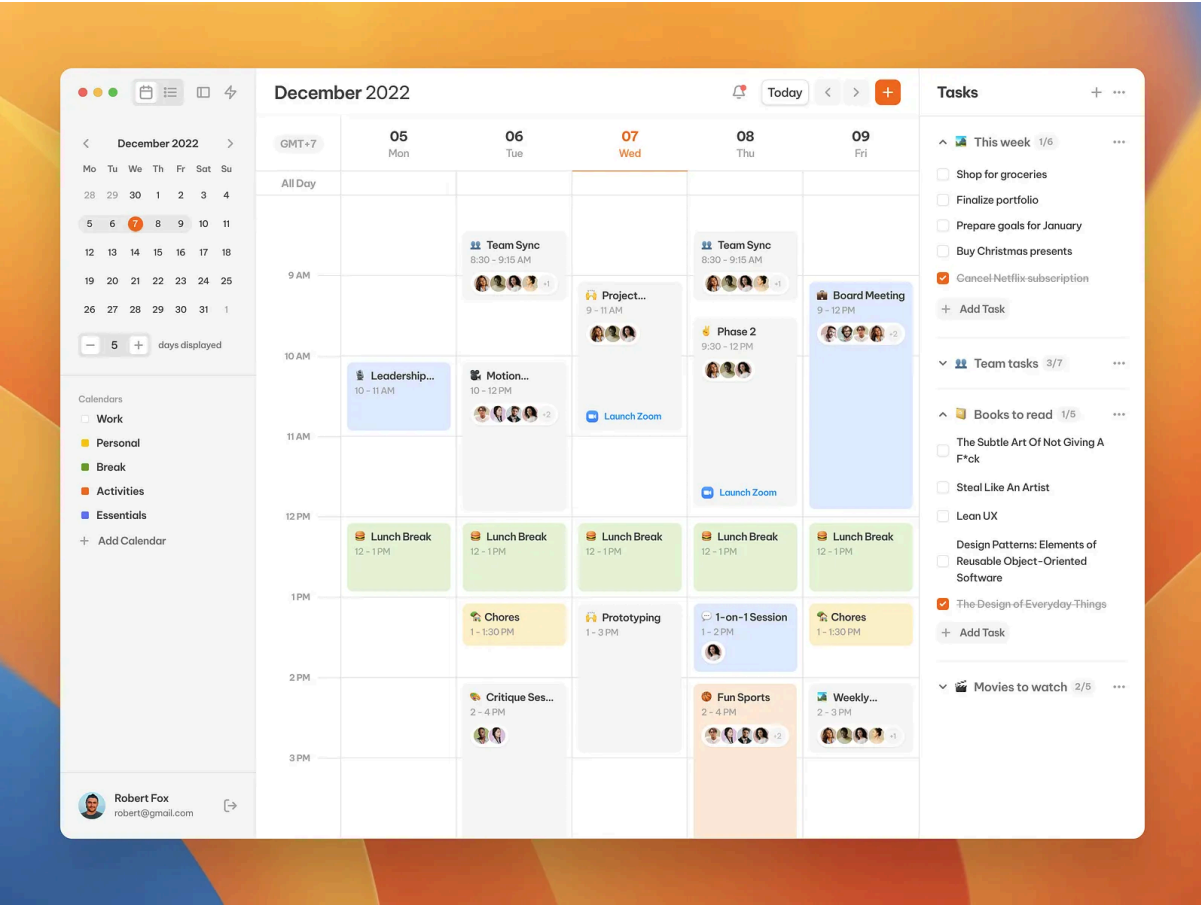 December 2022
Mo Tu We Th Fr Sat Su
28 29 30 1 2 3 4
5 6 7 8 9 10 11
12 13 14 15 16 17 18
19 20 21 22 23 24 25
26 27 28 29 30 31 1
5 days displayed
Calendars
Work
Personal
Break
Activities
Essentials
Add Calendar
Robert Fox
robert@gmail.com
December 2022
Today
GMT+7
05
Mon
06
Tue
07
Wed
08
Thu
09
Fri
All Day
9 AM
10 AM
11 AM
12 PM
1 PM
2 PM
3 PM
Leadership...
10 - 11 AM
Lunch Break
12 - 1 PM
Team Sync
8:30 - 9:15 AM
+1
Motion...
10 - 12 PM
+2
Lunch Break
12 - 1 PM
Chores
1 - 1:30 PM
Critique Ses...
2 - 4 PM
Project...
9 - 11 AM
Launch Zoom
Lunch Break
12 - 1 PM
Prototyping
1 - 3 PM
Team Sync
8:30 - 9:15 AM
+1
Phase 2
9:30 - 12 PM
Launch Zoom
Lunch Break
12 - 1 PM
1-on-1 Session
1 - 2 PM
Fun Sports
2 - 4 PM
+2
Board Meeting
9 - 12 PM
+2
Lunch Break
12 - 1 PM
Chores
1 - 1:30 PM
Weekly...
2 - 3 PM
+1
Tasks
This week 1/6
Shop for groceries
Finalize portfolio
Prepare goals for January
Buy Christmas presents
Cancel Netflix subscription
Add Task
Team tasks 3/7
Books to read 1/5
The Subtle Art Of Not Giving A
F*ck
Steal Like An Artist
Lean UX
Design Patterns: Elements of
Reusable Object-Oriented
Software
The Design of Everyday Things
Add Task
Movies to watch 2/5